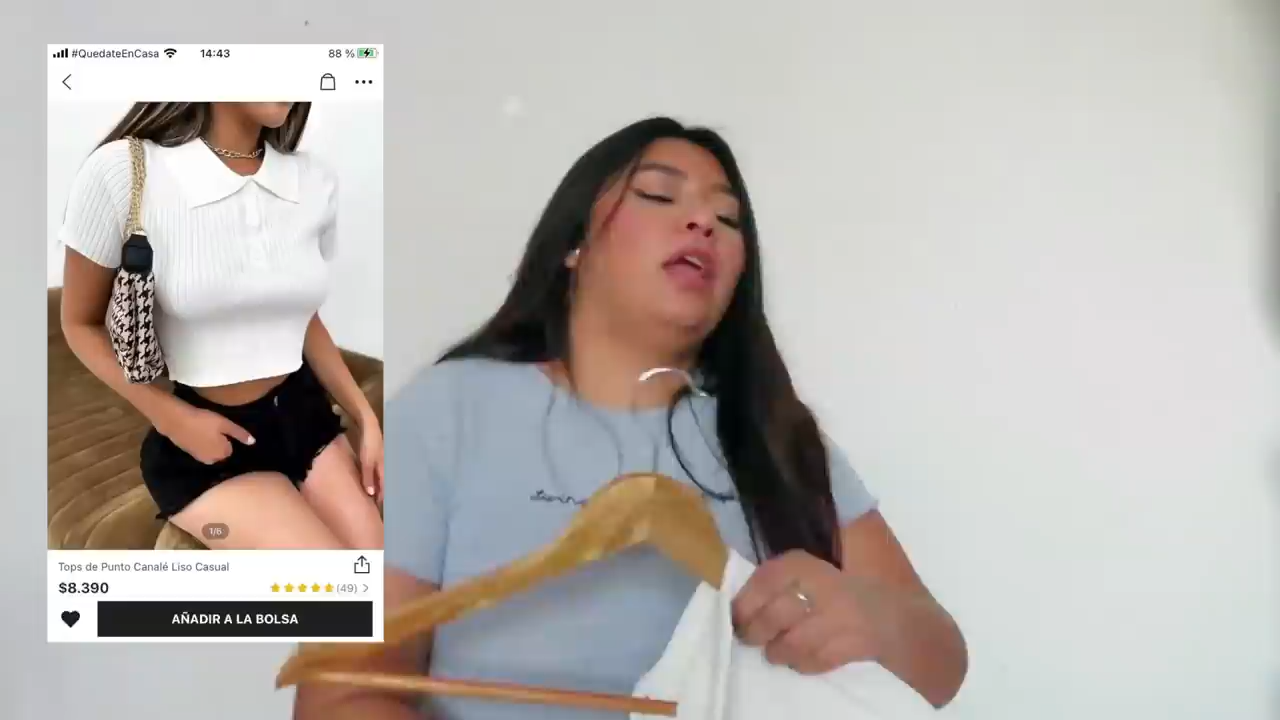 #QuedateEnCasa 14:43 88 %
1/6
Tops de Punto Canalé Liso Casual
$8.390
(49)
AÑADIR A LA BOLSA